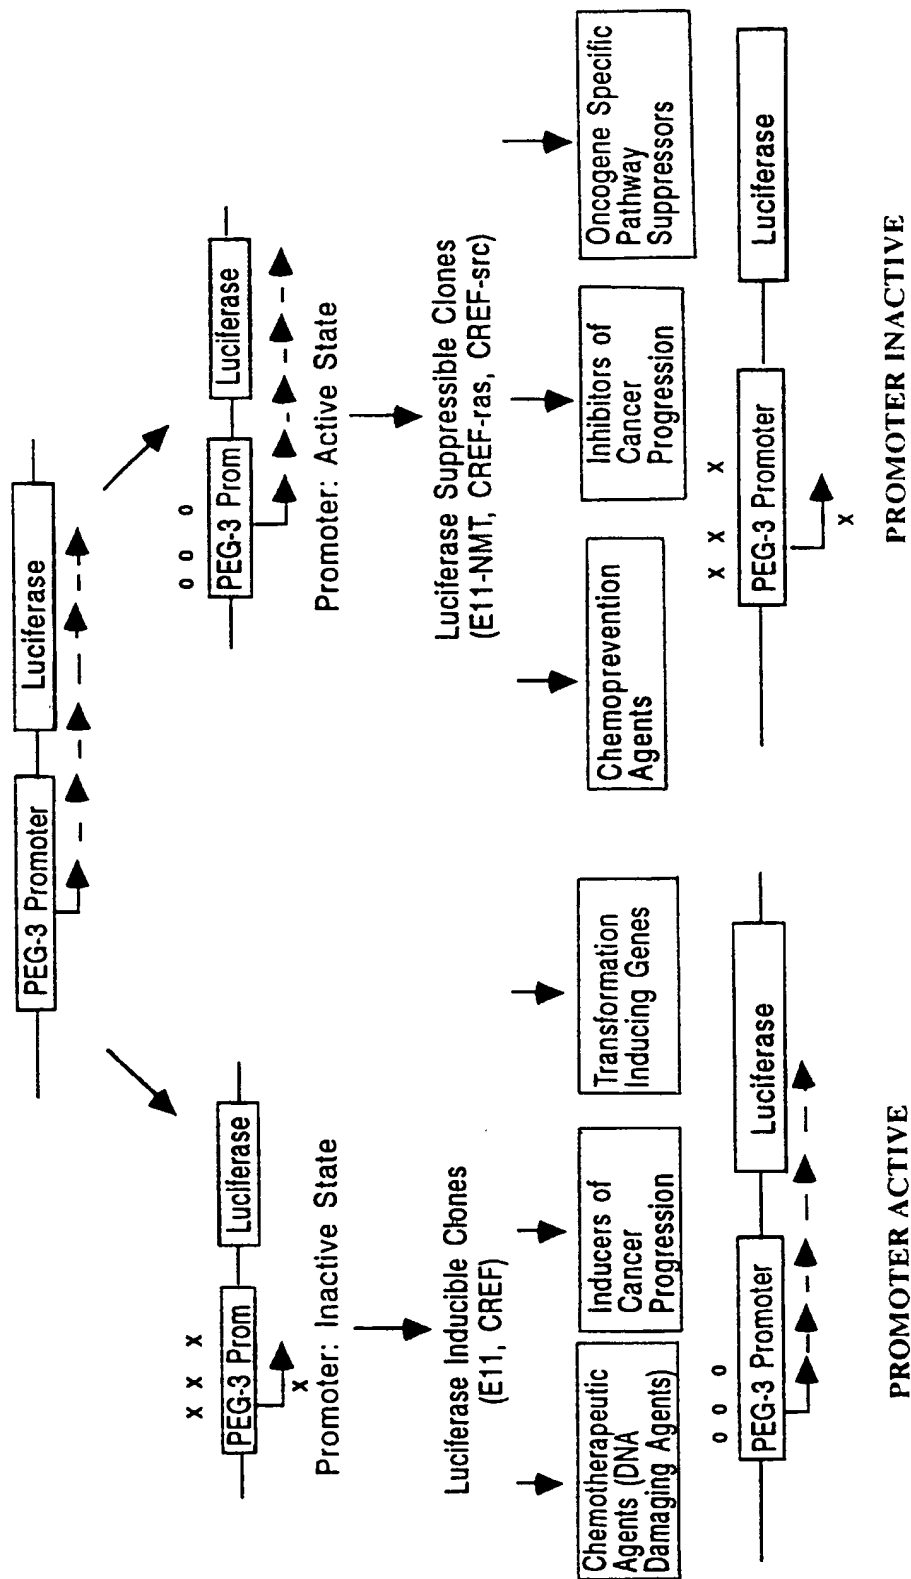 PEG-3 Promoter
Luciferase
X X X
PEG-3 Prom
Luciferase
X
Promoter: Inactive State
Luciferase Inducible Clones
(E11, CREF)
Chemotherapeutic
Agents (DNA
Damaging Agents)
Inducers of
Cancer
Progression
Transformation
Inducing Genes
o o o
PEG-3 Promoter
Luciferase
PROMOTER ACTIVE
o o o
PEG-3 Prom
Luciferase
Promoter: Active State
Luciferase Suppressible Clones
(E11-NMT, CREF-ras, CREF-src)
Chemoprevention
Agents
Inhibitors of
Cancer
Progression
Oncogene Specific
Pathway
Suppressors
X X X
PEG-3 Promoter
Luciferase
X
PROMOTER INACTIVE